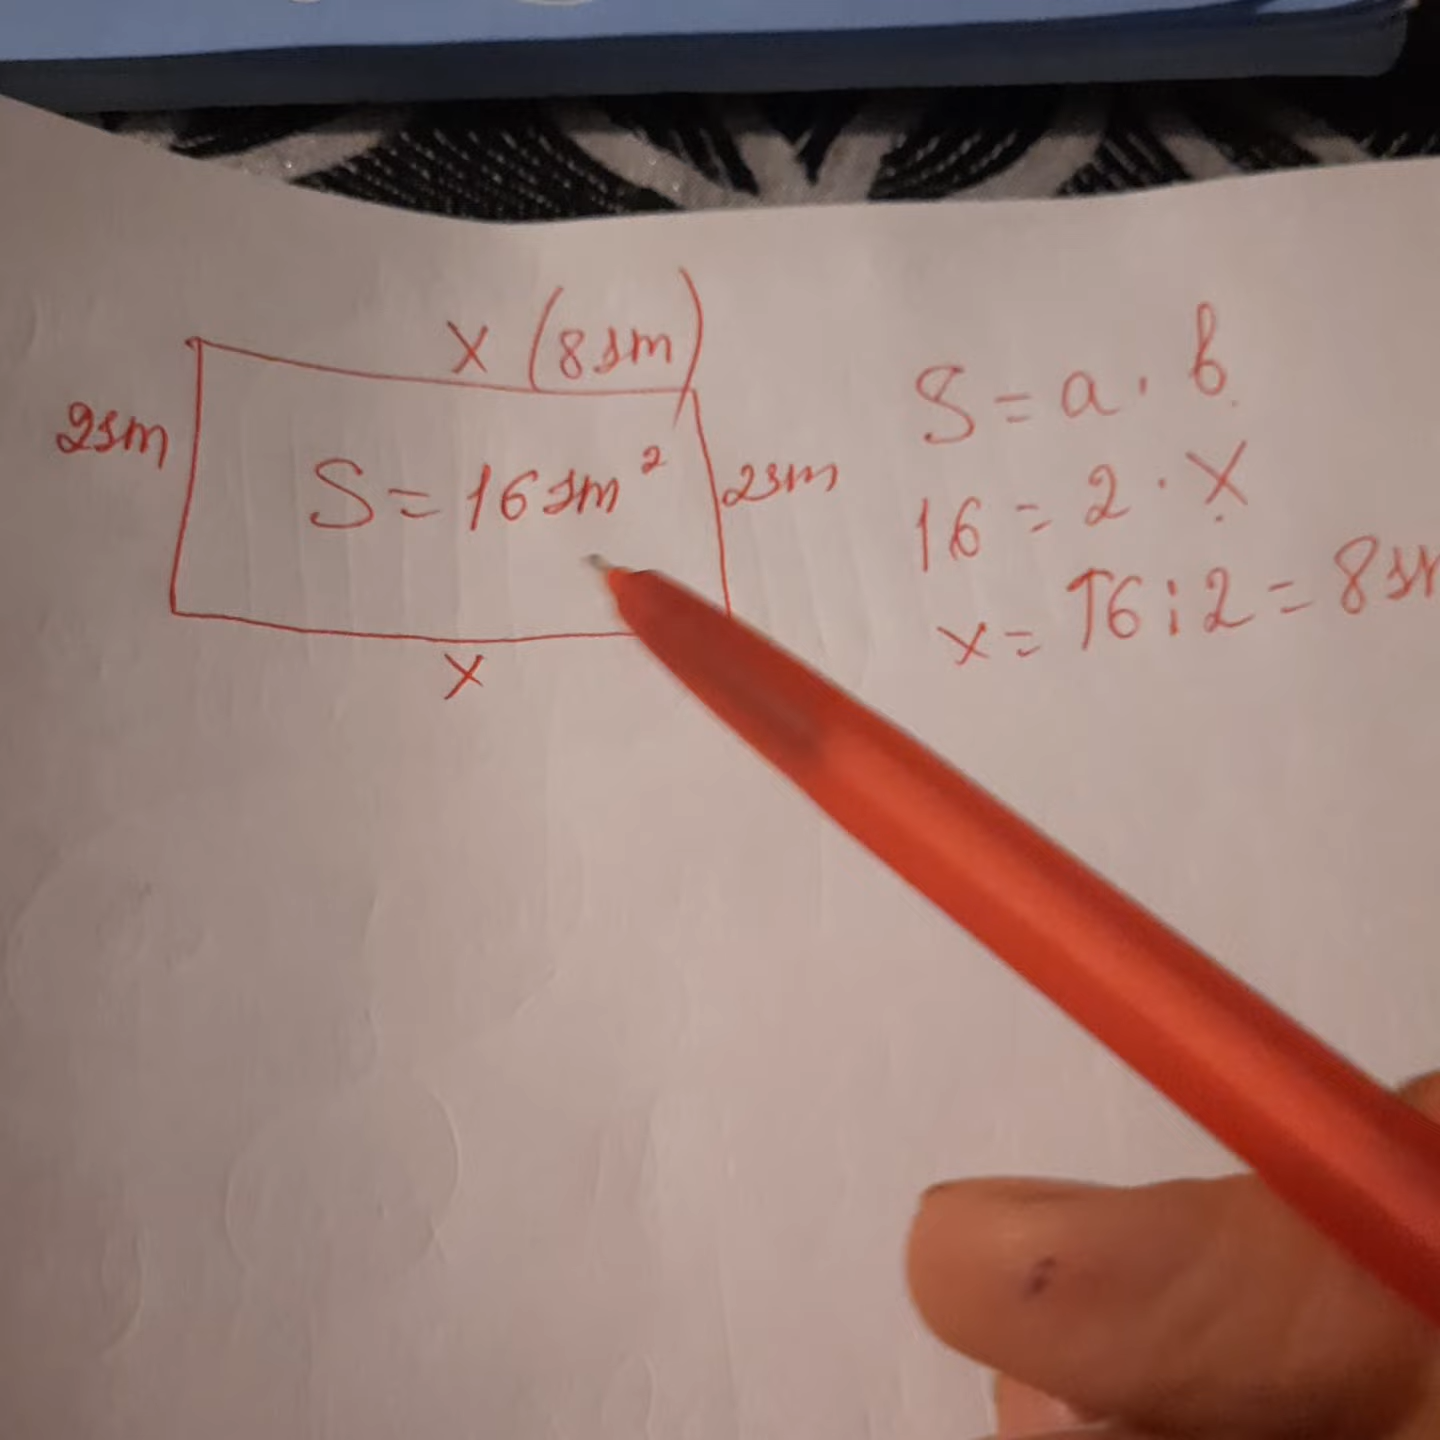 x (8sm)
2sm
S = 16sm²
2sm
x
S = a · b
16 = 2 · x
x = 16 : 2 = 8sm